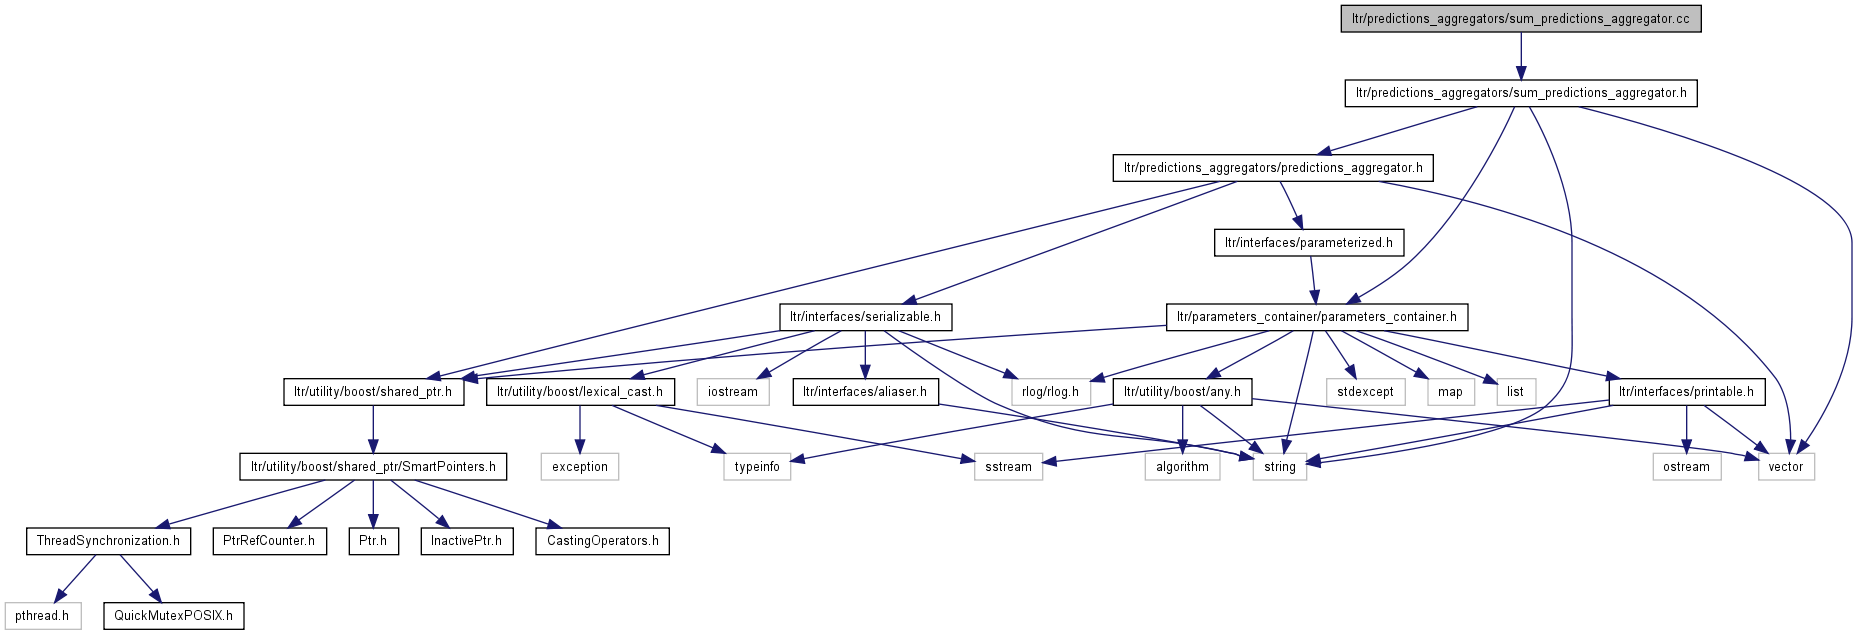 ltr/predictions_aggregators/sum_predictions_aggregator.cc
ltr/predictions_aggregators/sum_predictions_aggregator.h
ltr/predictions_aggregators/predictions_aggregator.h
ltr/interfaces/parameterized.h
ltr/interfaces/serializable.h
ltr/parameters_container/parameters_container.h
ltr/utility/boost/shared_ptr.h
ltr/utility/boost/lexical_cast.h
iostream
ltr/interfaces/aliaser.h
rlog/rlog.h
ltr/utility/boost/any.h
stdexcept
map
list
ltr/interfaces/printable.h
ltr/utility/boost/shared_ptr/SmartPointers.h
exception
typeinfo
sstream
algorithm
string
ostream
vector
ThreadSynchronization.h
PtrRefCounter.h
Ptr.h
InactivePtr.h
CastingOperators.h
pthread.h
QuickMutexPOSIX.h